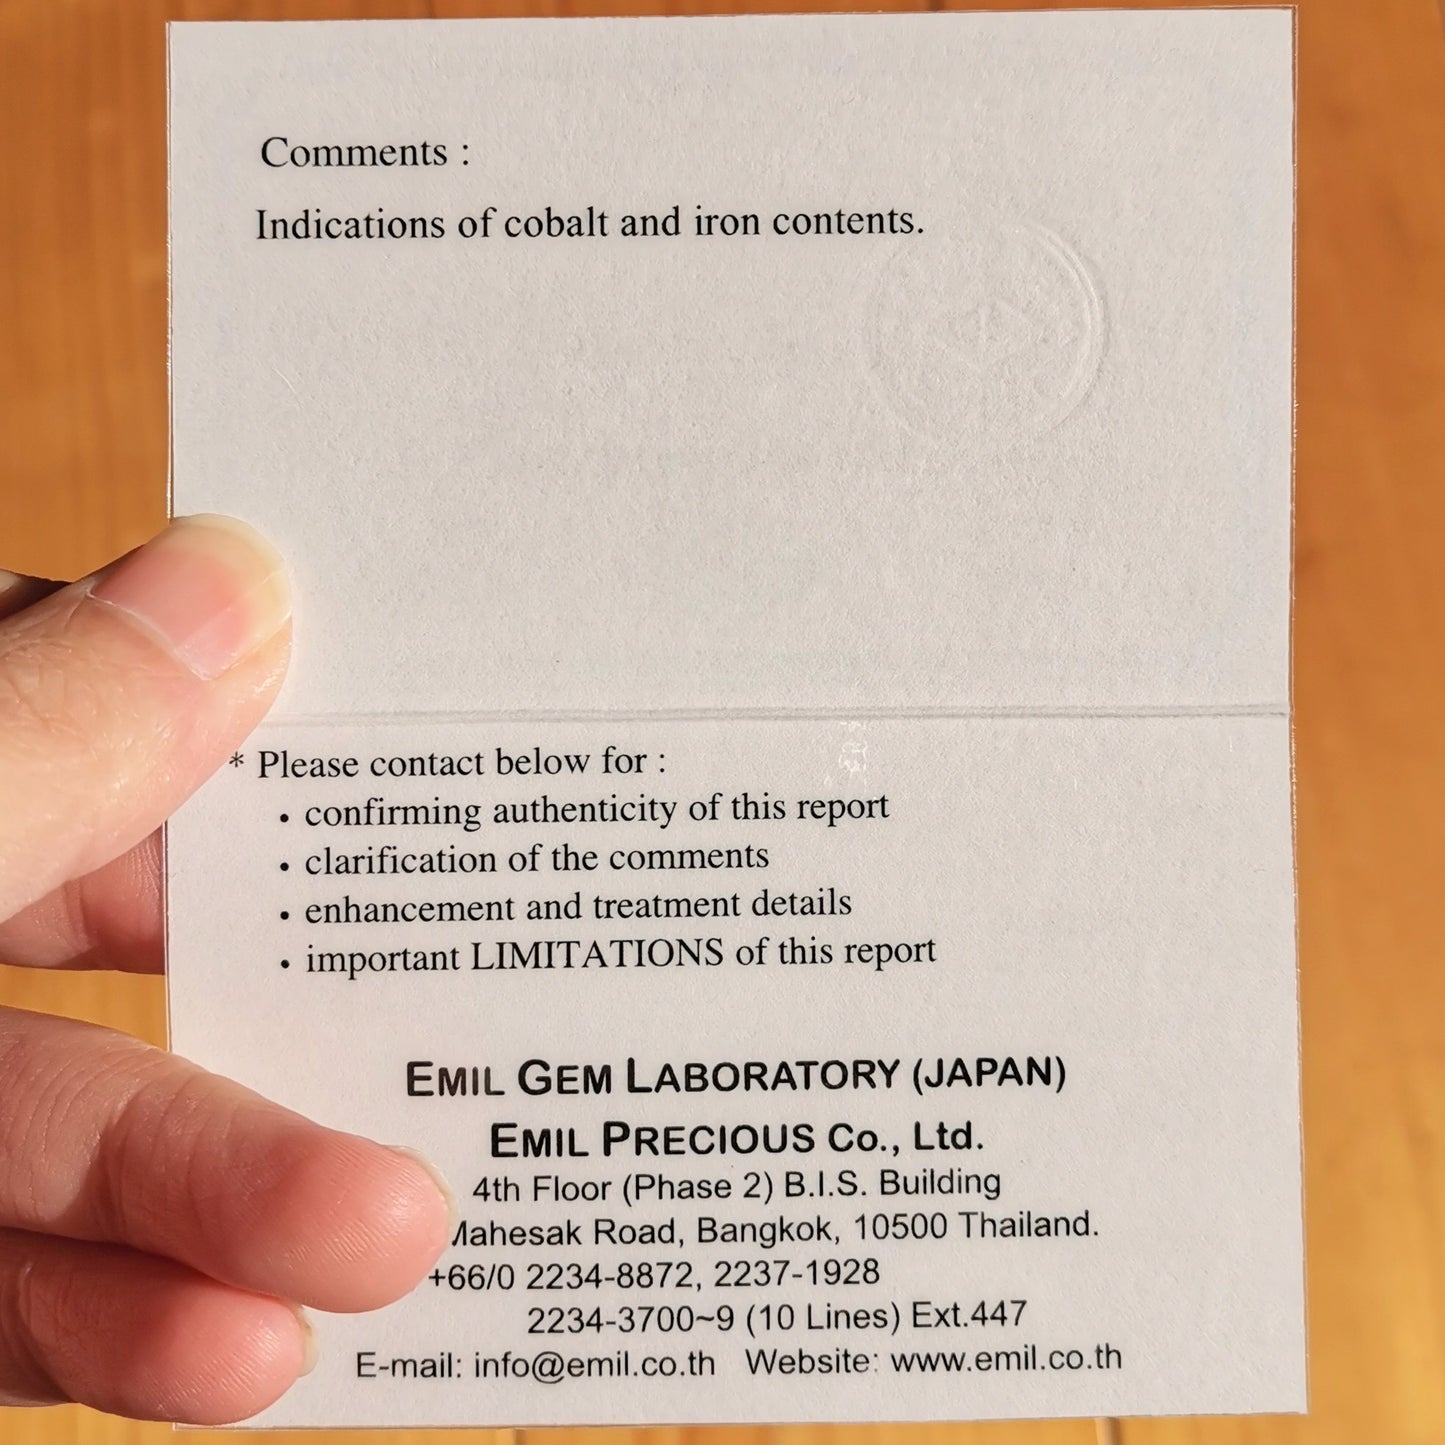 Comments :
Indications of cobalt and iron contents.
* Please contact below for :
• confirming authenticity of this report
• clarification of the comments
• enhancement and treatment details
• important LIMITATIONS of this report
EMIL GEM LABORATORY (JAPAN)
EMIL PRECIOUS Co., Ltd.
4th Floor (Phase 2) B.I.S. Building
Mahesak Road, Bangkok, 10500 Thailand.
+66/0 2234-8872, 2237-1928
2234-3700~9 (10 Lines) Ext.447
E-mail: info@emil.co.th Website: www.emil.co.th